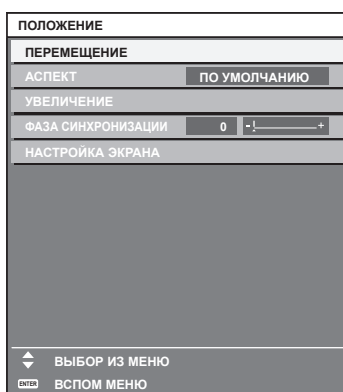 ПОЛОЖЕНИЕ
ПЕРЕМЕЩЕНИЕ
АСПЕКТ ПО УМОЛЧАНИЮ
УВЕЛИЧЕНИЕ
ФАЗА СИНХРОНИЗАЦИИ 0 - +
НАСТРОЙКА ЭКРАНА
ВЫБОР ИЗ МЕНЮ
ENTER ВСПОМ МЕНЮ